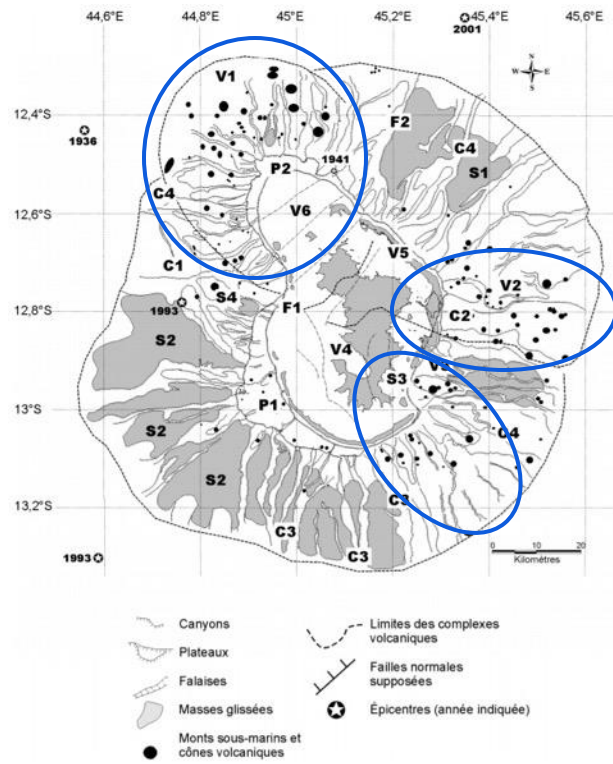 44,6° 44,8° 45°E 45,2° 45,4° 45,6°
2001
N
W E
S
V1
12,4°S
F2
1936
C4
P2
1941
S1
C4
12,6°S
V6
V5
C1
V2
S4
12,8°S
1993
F1
C2
S2
V4
S3
13°S
P1
C4
S2
S2
13,2°S
C3
C3
C3
1993
0 10 20
Kilométres
Canyons
Plateaux
Falaises
Masses glissées
Monts sous-marins et
cônes volcaniques
Limites des complexes
volcaniques
Failles normales
supposées
Épicentres (année indiquée)